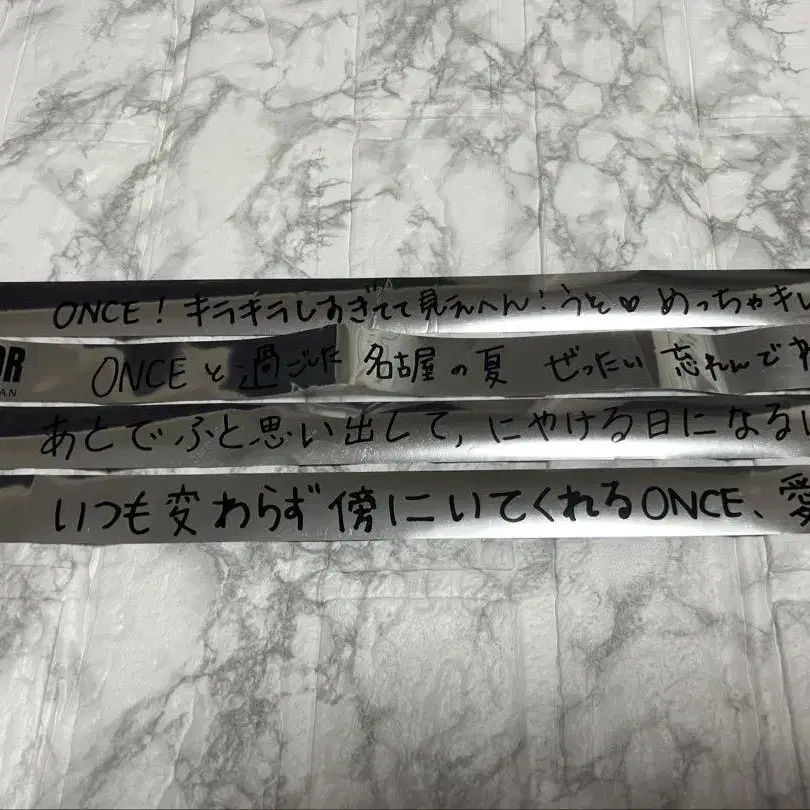 ONCE！キラキラしすぎてて見えへん！うそ♡ めっちゃキ
OR
AN
ONCEと過ごした名古屋の夏 ぜったい忘れんで
あとでふと思い出して,にやける日になる
いつも変わらず傍にいてくれるONCE、愛